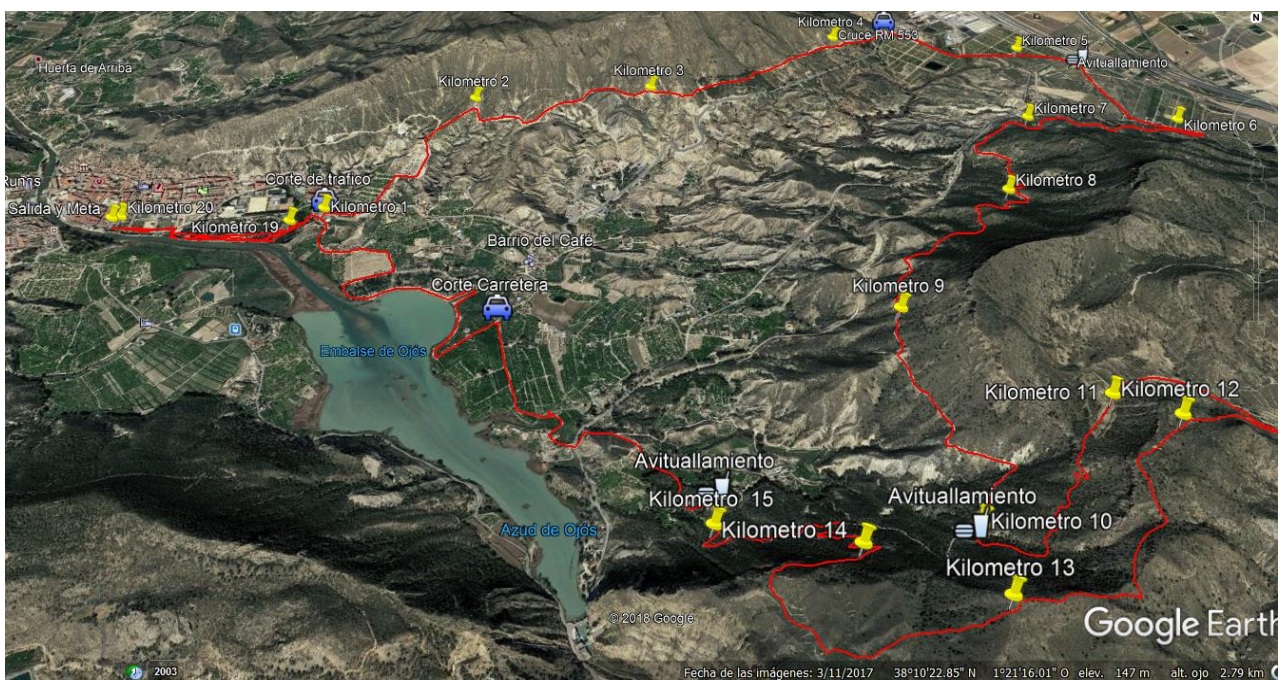 N
Kilometro 4
Cruce RM 553
Kilometro 5
Avituallamiento
Huerta de Arriba
Kilometro 2
Kilometro 3
Kilometro 7
Kilometro 6
Corte de trafico
Kilometro 8
Salida y Meta
Kilometro 20
Kilometro 1
Kilometro 19
Barrio del Café
Corte Carretera
Kilometro 9
Embalse de Ojós
Kilometro 11
Kilometro 12
Avituallamiento
Kilometro 15
Avituallamiento
Kilometro 10
Kilometro 14
Azud de Ojós
Kilometro 13
© 2018 Google
Google Earth
2003
Fecha de las imágenes: 3/11/2017 38°10'22.85" N 1°21'16.01" O elev. 147 m alt. ojo 2.79 km